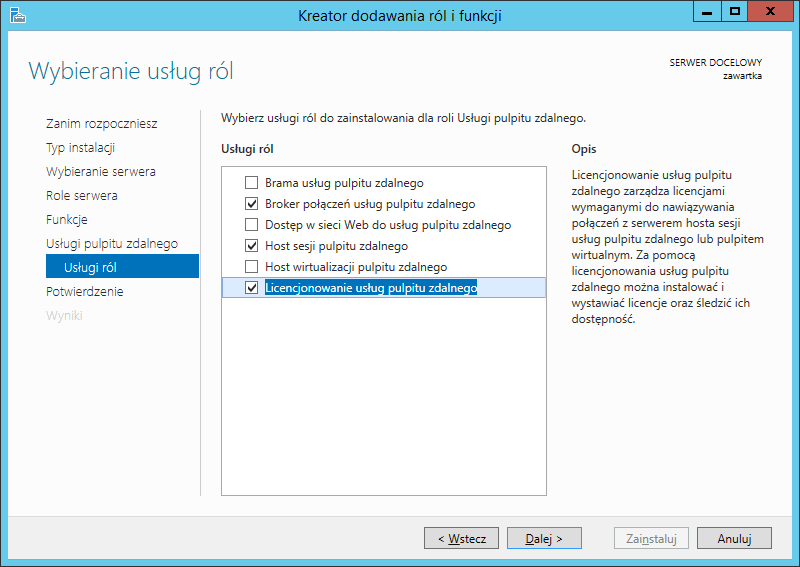 Kreator dodawania ról i funkcji
Wybieranie usług ról
SERWER DOCELOWY
zawartka
Zanim rozpoczniesz
Typ instalacji
Wybieranie serwera
Role serwera
Funkcje
Usługi pulpitu zdalnego
Usługi ról
Potwierdzenie
Wyniki
Wybierz usługi ról do zainstalowania dla roli Usługi pulpitu zdalnego.
Usługi ról
Brama usług pulpitu zdalnego
Broker połączeń usług pulpitu zdalnego
Dostęp w sieci Web do usług pulpitu zdalnego
Host sesji pulpitu zdalnego
Host wirtualizacji pulpitu zdalnego
Licencjonowanie usług pulpitu zdalnego
Opis
Licencjonowanie usług pulpitu
zdalnego zarządza licencjami
wymaganymi do nawiązywania
połączeń z serwerem hosta sesji
usług pulpitu zdalnego lub pulpitem
wirtualnym. Za pomocą
licencjonowania usług pulpitu
zdalnego można instalować i
wystawiać licencje oraz śledzić ich
dostępność.
< Wstecz
Dalej >
Zainstaluj
Anuluj